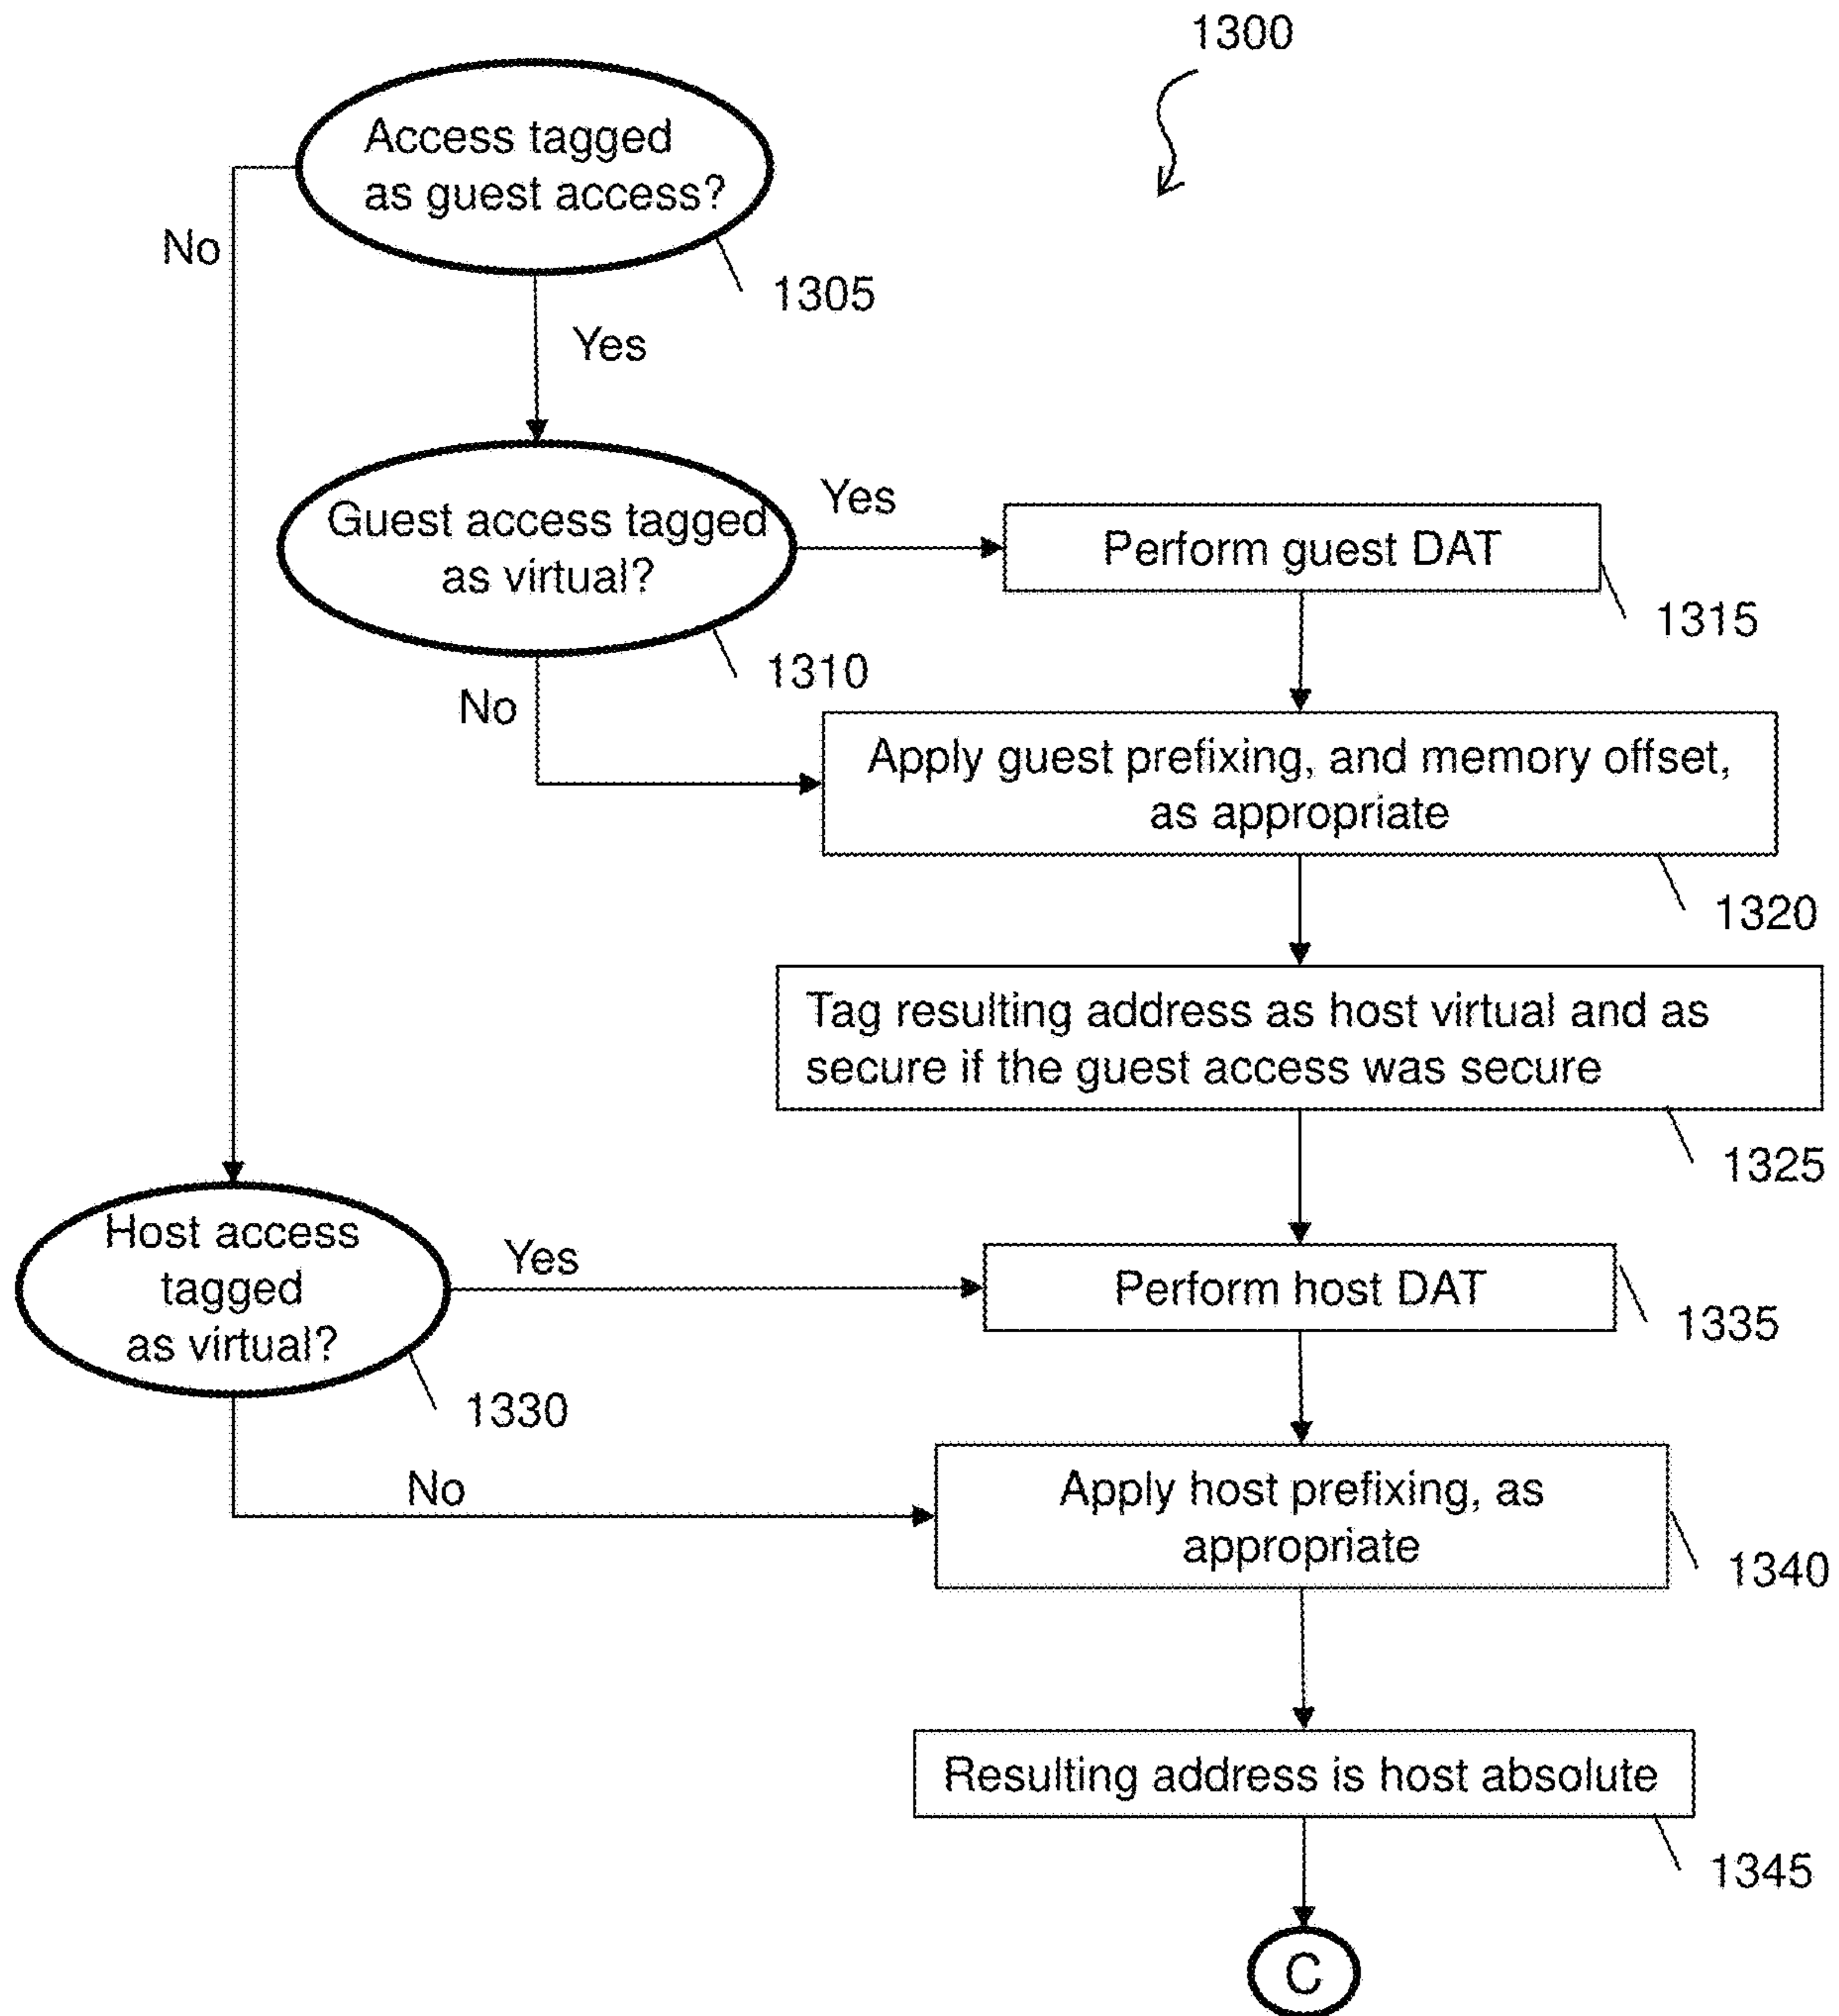 1300
Access tagged
as guest access?
No
1305
Yes
Guest access tagged
as virtual?
Yes
Perform guest DAT
1315
1310
No
Apply guest prefixing, and memory offset,
as appropriate
1320
Tag resulting address as host virtual and as
secure if the guest access was secure
1325
Host access
tagged
as virtual?
Yes
Perform host DAT
1335
1330
No
Apply host prefixing, as
appropriate
1340
Resulting address is host absolute
1345
C